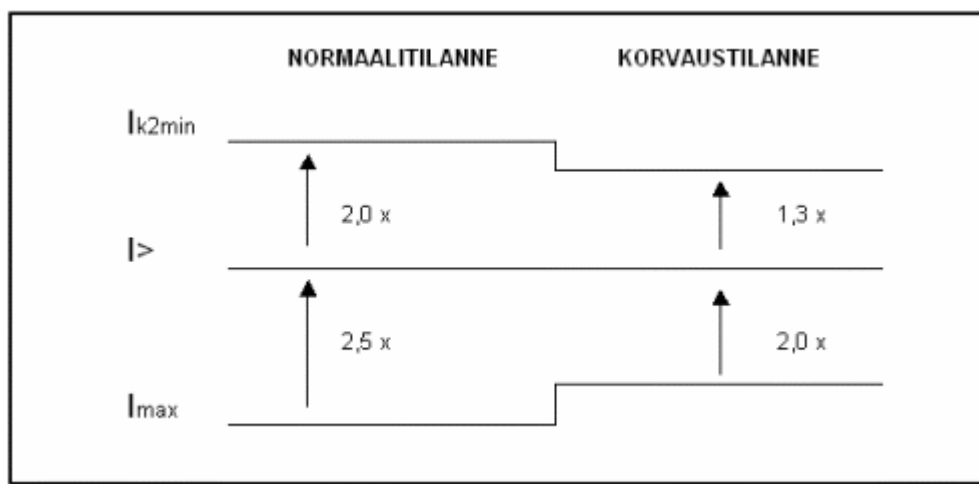 NORMAALITILANNE KORVAUSTILANNE
Ik2min
2,0 x 1,3 x
I>
2,5 x 2,0 x
Imax